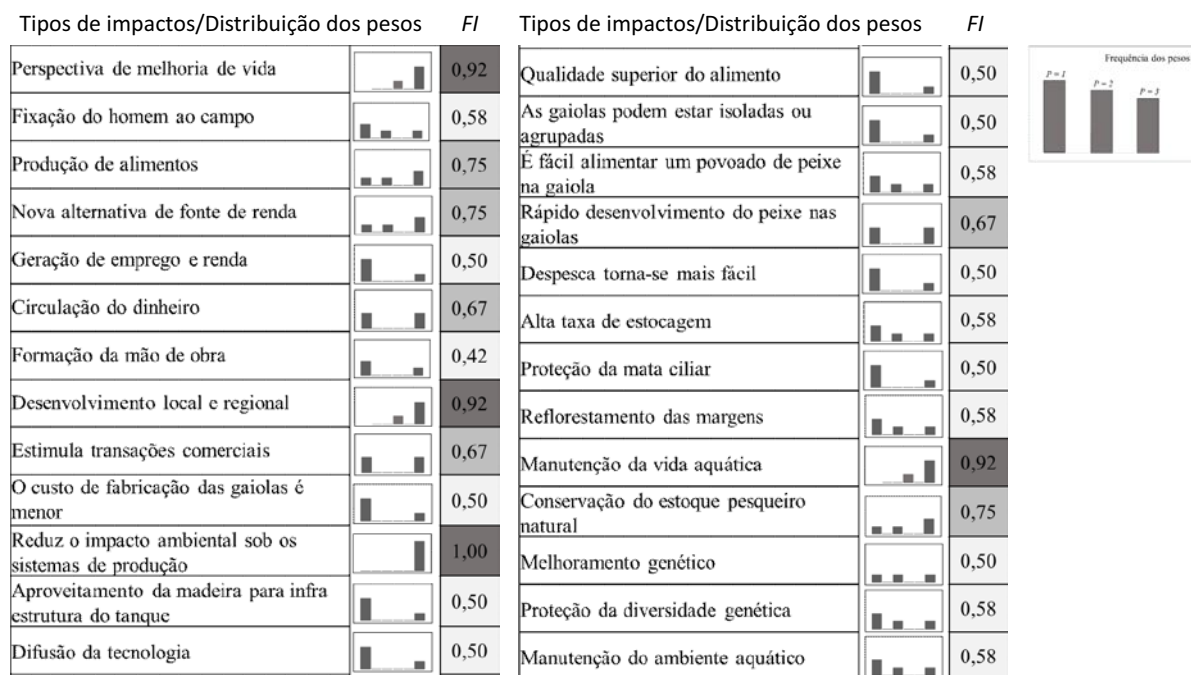 Tipos de impactos/Distribuição dos pesos FI
Perspectiva de melhoria de vida 0,92
Fixação do homem ao campo 0,58
Produção de alimentos 0,75
Nova alternativa de fonte de renda 0,75
Geração de emprego e renda 0,50
Circulação do dinheiro 0,67
Formação da mão de obra 0,42
Desenvolvimento local e regional 0,92
Estimula transações comerciais 0,67
O custo de fabricação das gaiolas é
menor 0,50
Reduz o impacto ambiental sob os
sistemas de produção 1,00
Aproveitamento da madeira para infra
estrutura do tanque 0,50
Difusão da tecnologia 0,50
Tipos de impactos/Distribuição dos pesos FI
Qualidade superior do alimento 0,50
As gaiolas podem estar isoladas ou
agrupadas 0,50
É fácil alimentar um povoado de peixe
na gaiola 0,58
Rápido desenvolvimento do peixe nas
gaiolas 0,67
Despesca torna-se mais fácil 0,50
Alta taxa de estocagem 0,58
Proteção da mata ciliar 0,50
Reflorestamento das margens 0,58
Manutenção da vida aquática 0,92
Conservação do estoque pesqueiro
natural 0,75
Melhoramento genético 0,50
Proteção da diversidade genética 0,58
Manutenção do ambiente aquático 0,58
Frequência dos pesos
P = 1
P = 2
P = 3